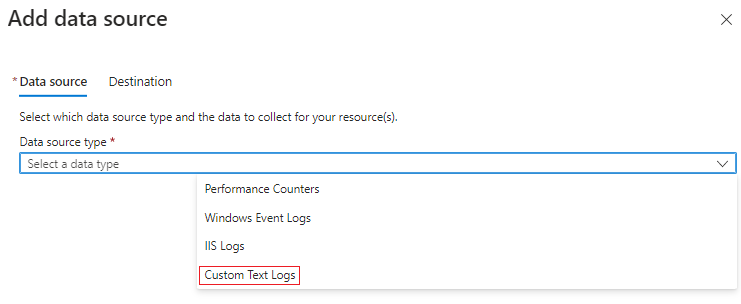 Add data source
* Data source Destination
Select which data source type and the data to collect for your resource(s).
Data source type *
Select a data type
Performance Counters
Windows Event Logs
IIS Logs
Custom Text Logs